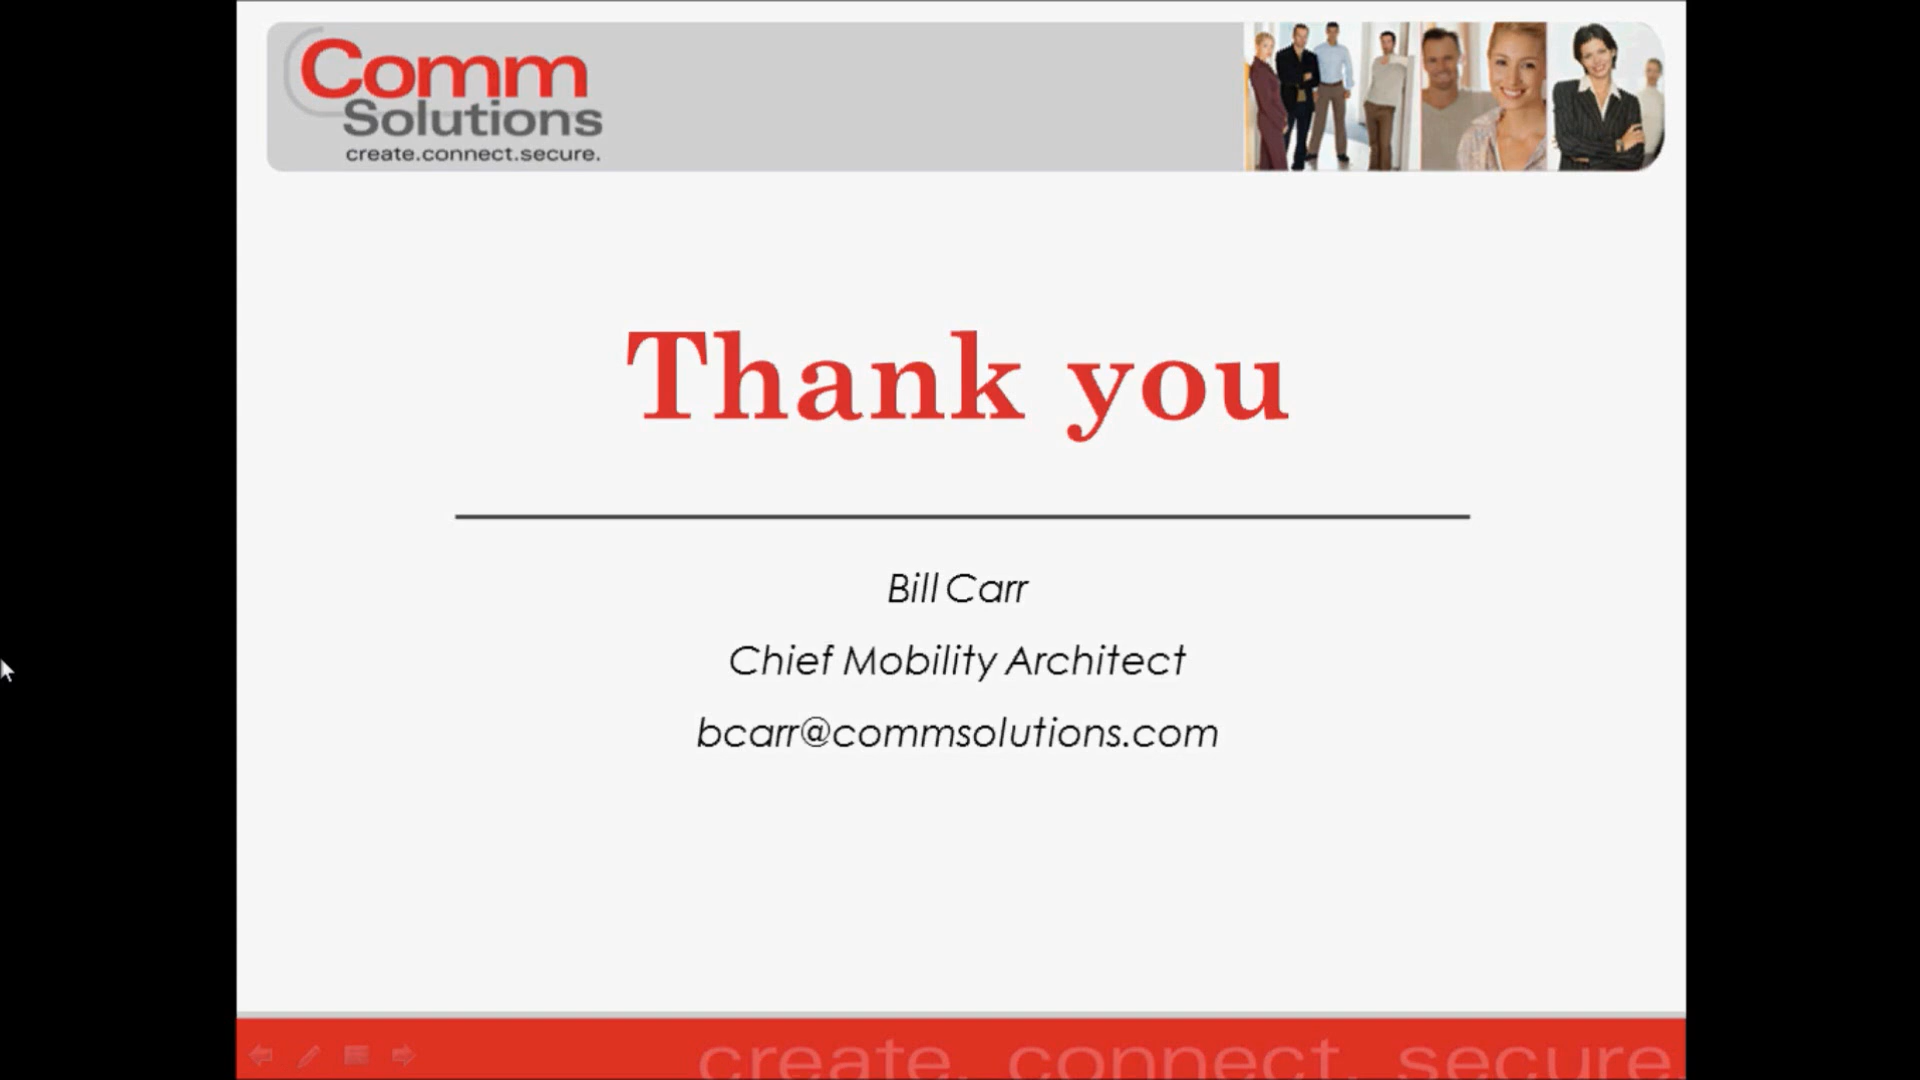 Comm
Solutions
create.connect.secure.
Thank you
Bill Carr
Chief Mobility Architect
bcarr@commsolutions.com
create. connect. secure.